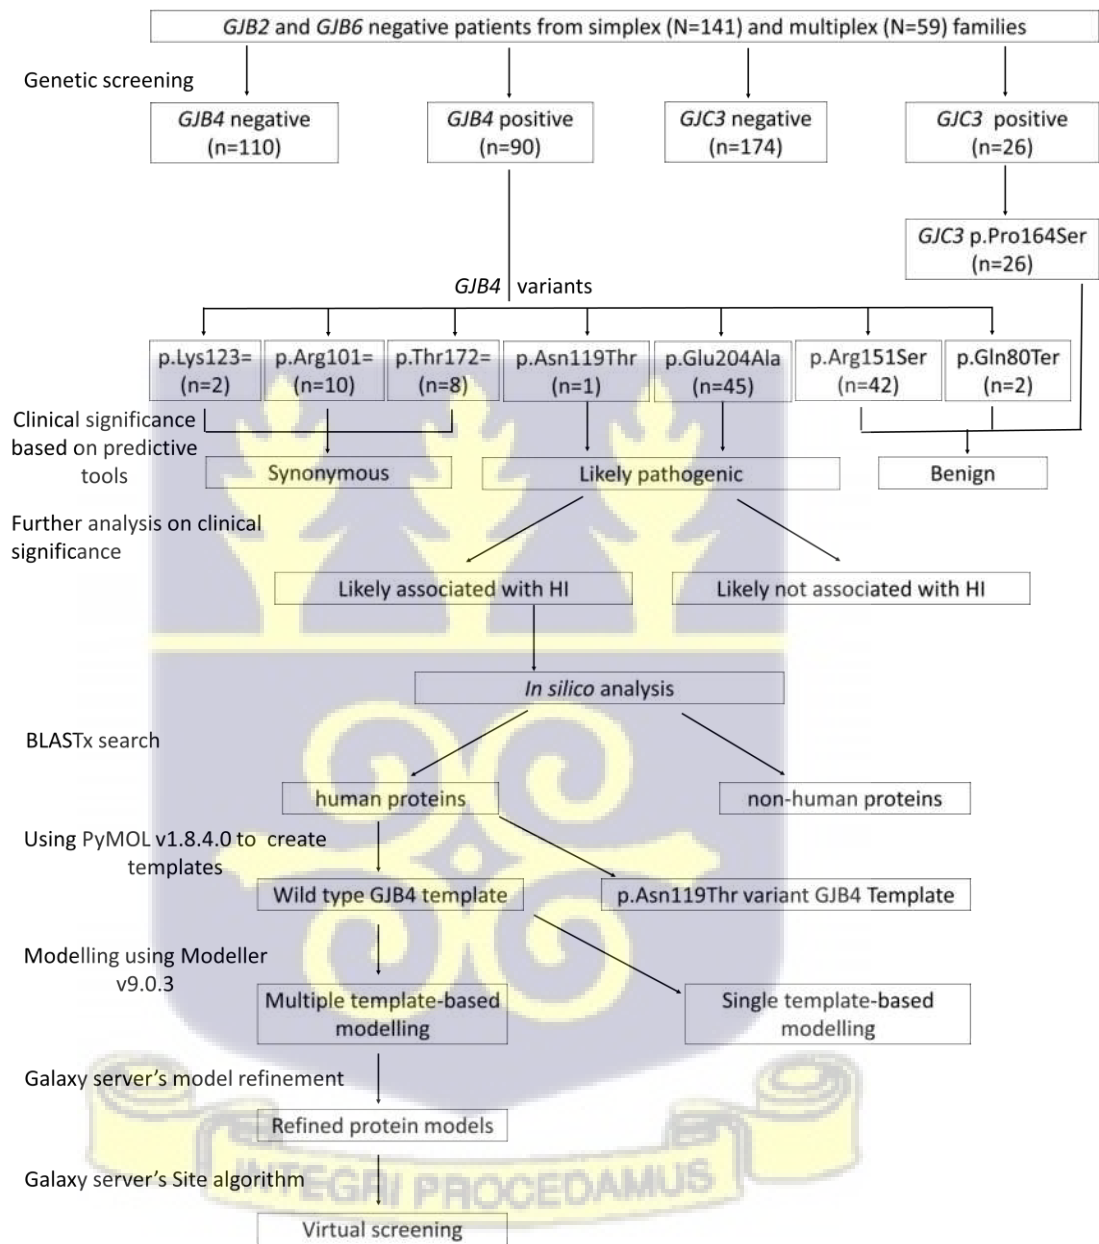 GJB2 and GJB6 negative patients from simplex (N=141) and multiplex (N=59) families
Genetic screening
GJB4 negative
(n=110)
GJB4 positive
(n=90)
GJC3 negative
(n=174)
GJC3 positive
(n=26)
GJC3 p.Pro164Ser
(n=26)
GJB4 variants
p.Lys123=
(n=2)
p.Arg101=
(n=10)
p.Thr172=
(n=8)
p.Asn119Thr
(n=1)
p.Glu204Ala
(n=45)
p.Arg151Ser
(n=42)
p.Gln80Ter
(n=2)
Clinical significance
based on predictive
tools
Synonymous
Likely pathogenic
Benign
Further analysis on clinical
significance
Likely associated with HI
Likely not associated with HI
In silico analysis
BLASTx search
human proteins
non-human proteins
Using PyMOL v1.8.4.0 to create
templates
Wild type GJB4 template
p.Asn119Thr variant GJB4 Template
Modelling using Modeller
v9.0.3
Multiple template-based
modelling
Single template-based
modelling
Galaxy server's model refinement
Refined protein models
Galaxy server's Site algorithm
INTEGRI PROCEDAMUS
Virtual screening